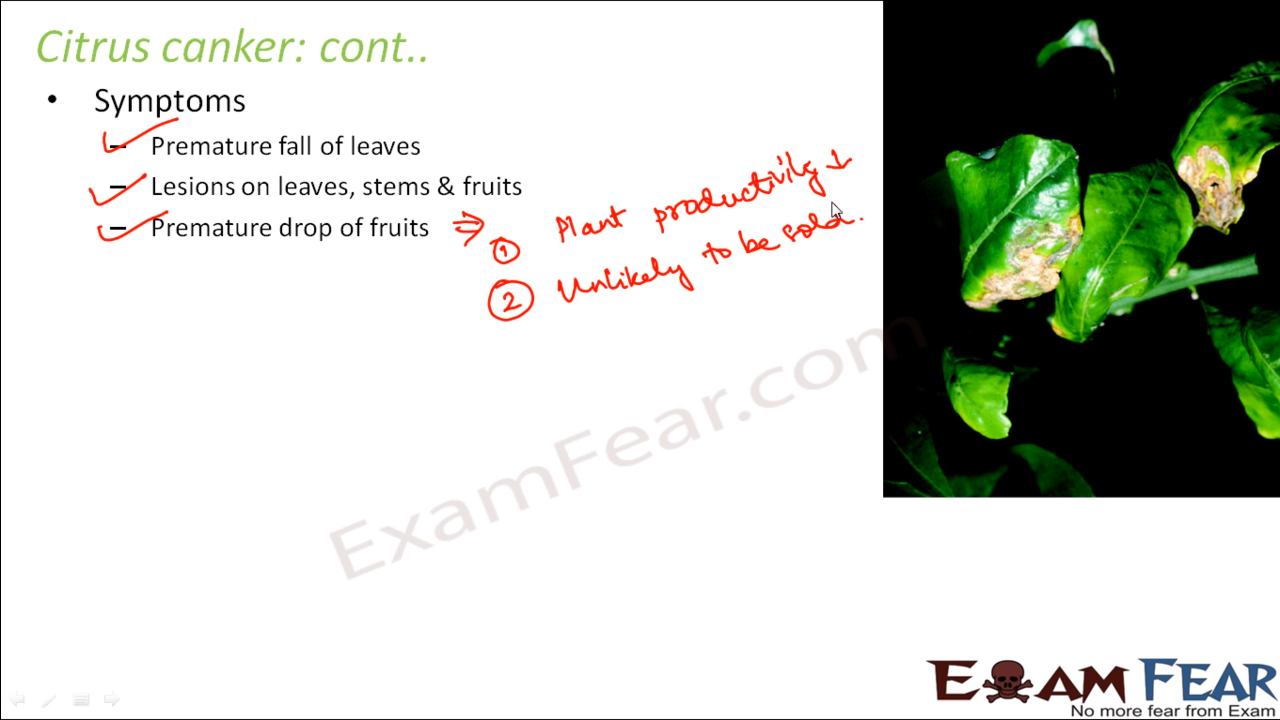 Citrus canker: cont..
• Symptoms
– Premature fall of leaves
– Lesions on leaves, stems & fruits
– Premature drop of fruits ⇒
① Plant productivity ↓
② Unlikely to be sold.
ExamFear.com
EXAM FEAR
No more fear from Exam